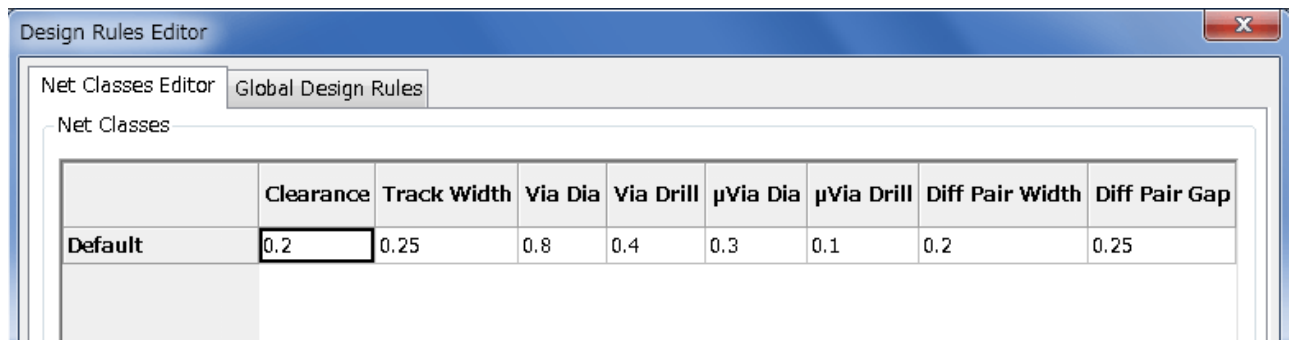 Design Rules Editor
Net Classes Editor Global Design Rules
Net Classes
Clearance Track Width Via Dia Via Drill µVia Dia µVia Drill Diff Pair Width Diff Pair Gap
Default 0.2 0.25 0.8 0.4 0.3 0.1 0.2 0.25